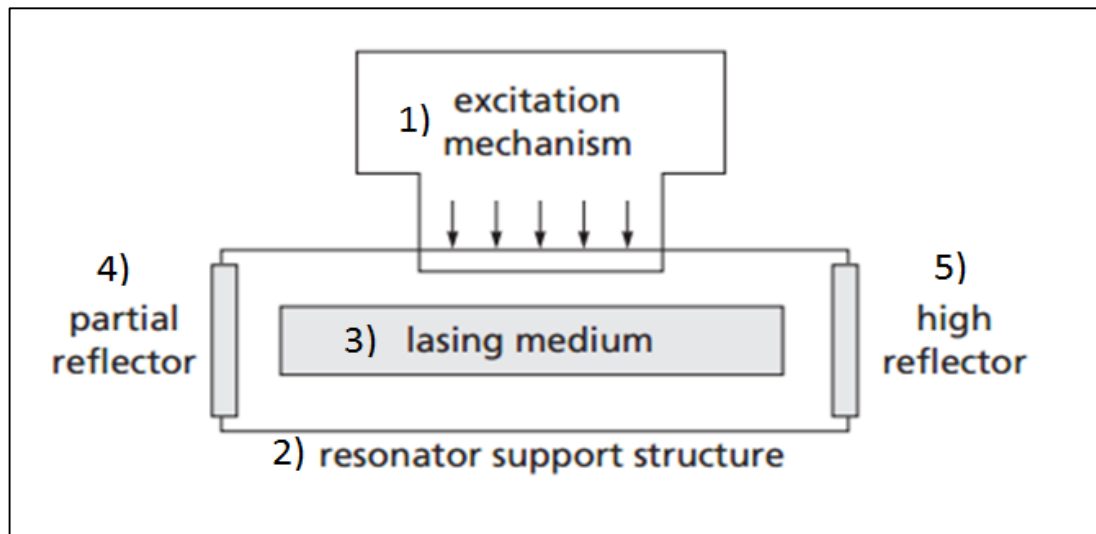 1) excitation
mechanism
4)
partial
reflector
3) lasing medium
5)
high
reflector
2) resonator support structure